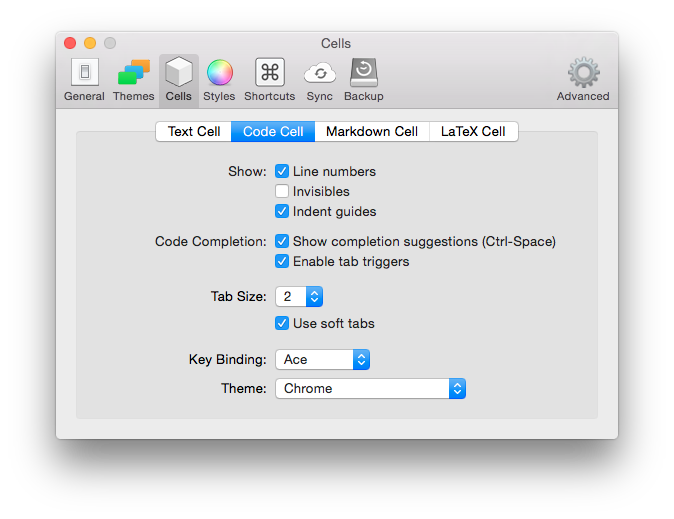 Cells
General Themes Cells Styles Shortcuts Sync Backup Advanced
Text Cell Code Cell Markdown Cell LaTeX Cell
Show: Line numbers
Invisibles
Indent guides
Code Completion: Show completion suggestions (Ctrl-Space)
Enable tab triggers
Tab Size: 2
Use soft tabs
Key Binding: Ace
Theme: Chrome